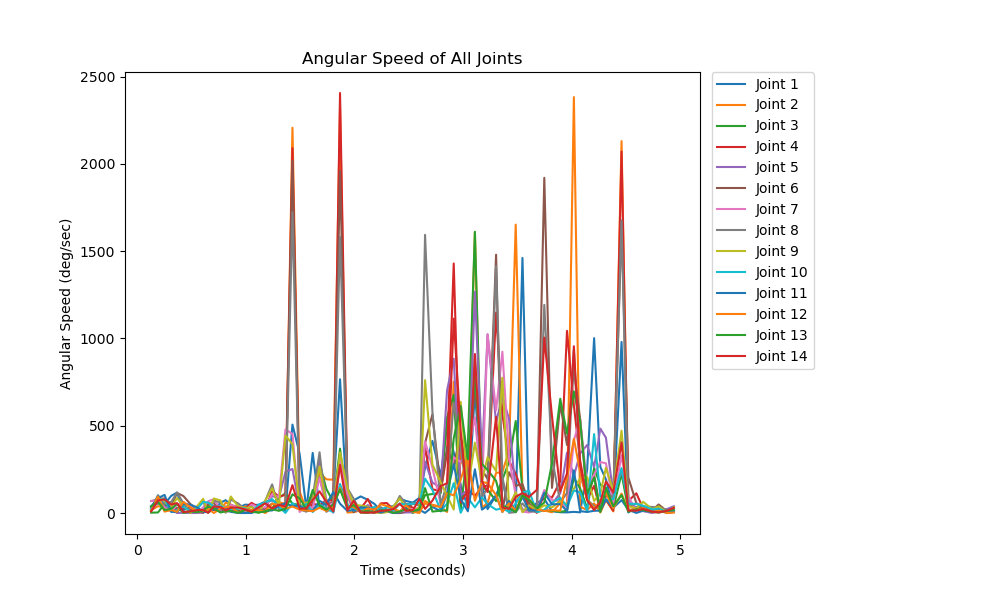 Angular Speed of All Joints
Angular Speed (deg/sec)
2500
2000
1500
1000
500
0
0 1 2 3 4 5
Time (seconds)
Joint 1
Joint 2
Joint 3
Joint 4
Joint 5
Joint 6
Joint 7
Joint 8
Joint 9
Joint 10
Joint 11
Joint 12
Joint 13
Joint 14